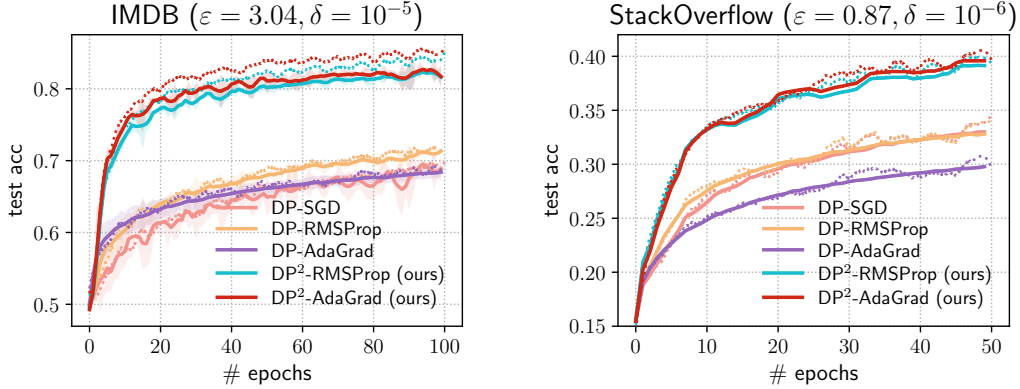 IMDB (ε = 3.04, δ = 10⁻⁵)
test acc
0.8
0.7
0.6
0.5
DP-SGD
DP-RMSProp
DP-AdaGrad
DP²-RMSProp (ours)
DP²-AdaGrad (ours)
0 20 40 60 80 100
# epochs
StackOverflow (ε = 0.87, δ = 10⁻⁶)
test acc
0.40
0.35
0.30
0.25
0.20
0.15
DP-SGD
DP-RMSProp
DP-AdaGrad
DP²-RMSProp (ours)
DP²-AdaGrad (ours)
0 10 20 30 40 50
# epochs